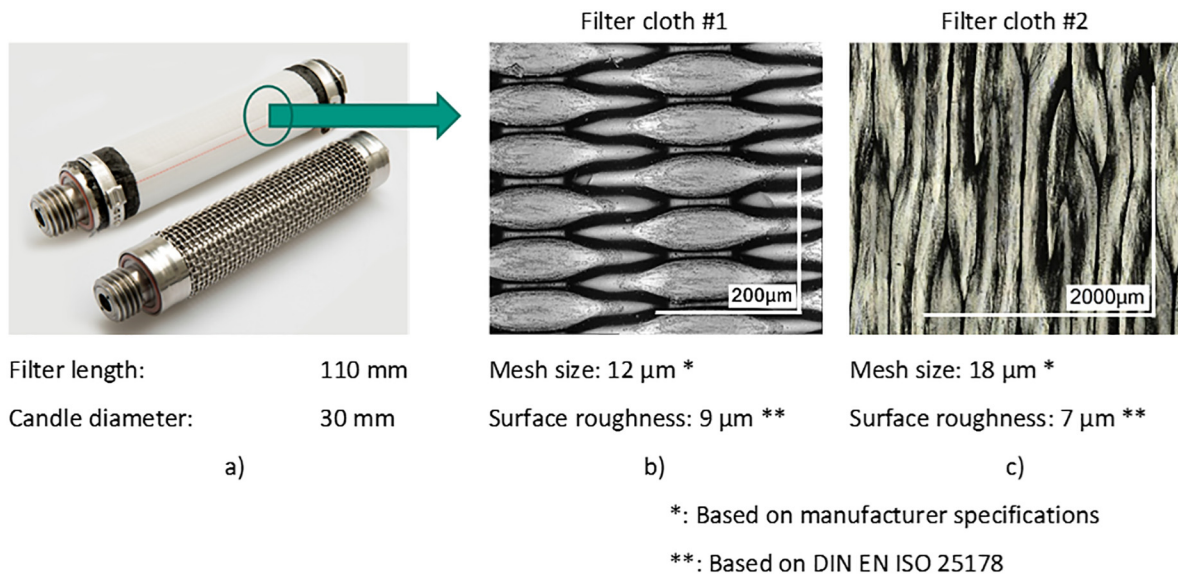 Filter cloth #1
Filter cloth #2
200µm
2000µm
Filter length: 110 mm
Mesh size: 12 µm *
Mesh size: 18 µm *
Candle diameter: 30 mm
Surface roughness: 9 µm **
Surface roughness: 7 µm **
a)
b)
c)
*: Based on manufacturer specifications
**: Based on DIN EN ISO 25178